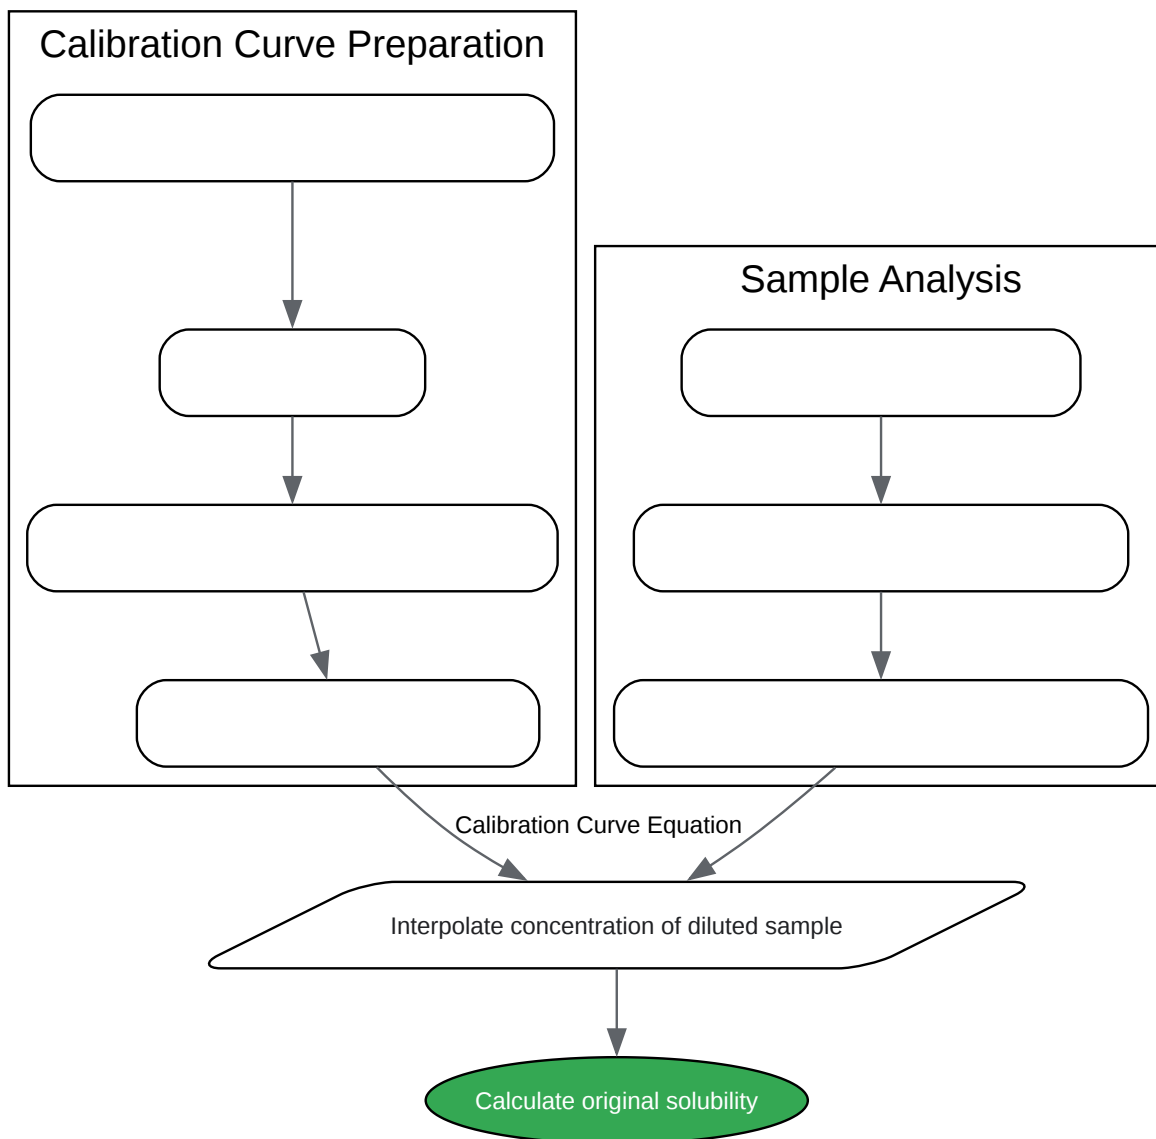 Calibration Curve Preparation
Sample Analysis
Calibration Curve Equation
Interpolate concentration of diluted sample
Calculate original solubility